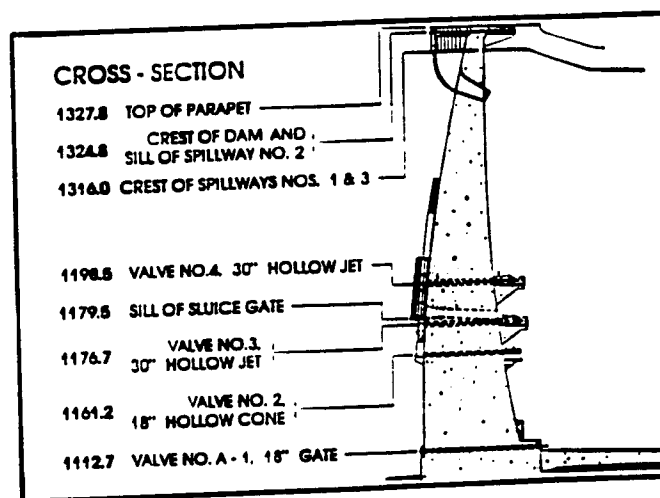 CROSS - SECTION
1327.8 TOP OF PARAPET
1324.8 CREST OF DAM AND
SILL OF SPILLWAY NO. 2
1316.0 CREST OF SPILLWAYS NOS. 1 & 3
1198.5 VALVE NO.4, 30" HOLLOW JET
1179.5 SILL OF SLUICE GATE
1176.7 VALVE NO.3,
30" HOLLOW JET
1161.2 VALVE NO. 2,
18" HOLLOW CONE
1112.7 VALVE NO. A - 1, 18" GATE